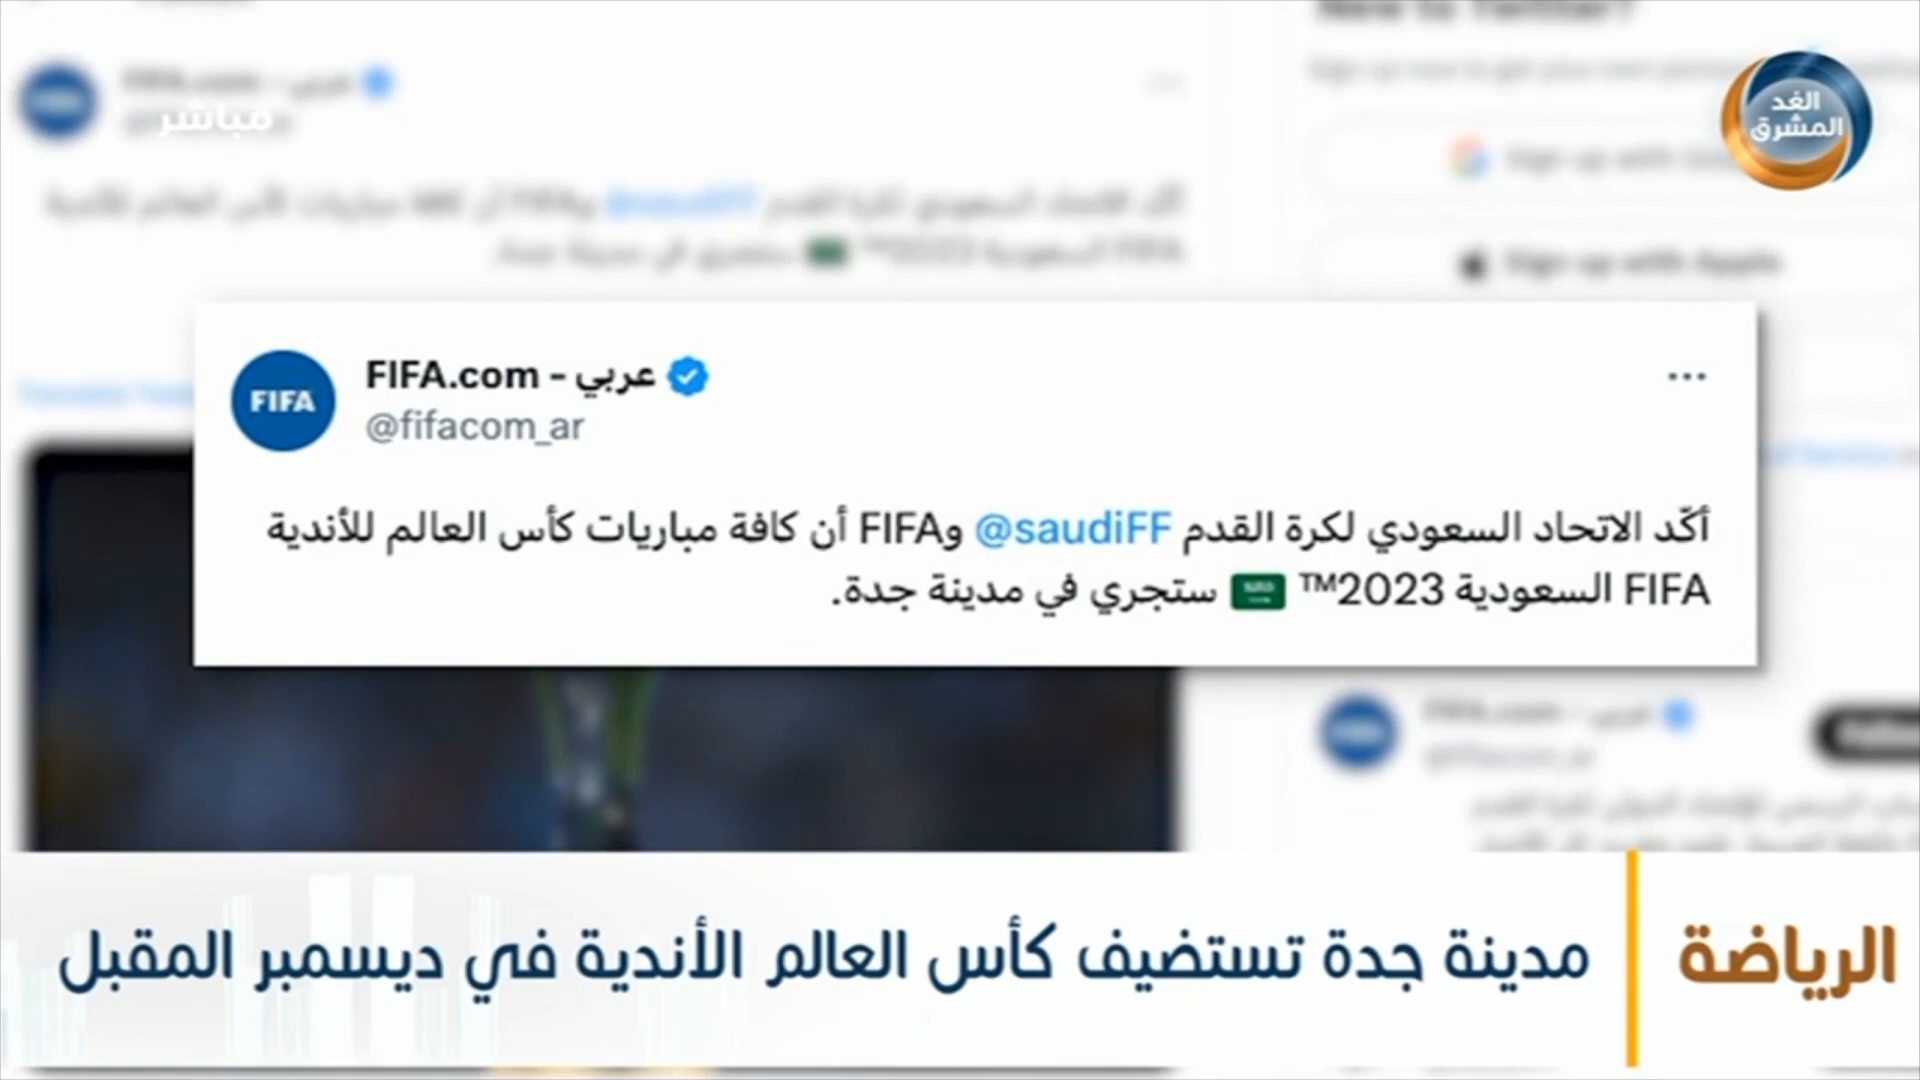 مباشر
الغد
المشرق
FIFA
FIFA.com - عربي
@fifacom_ar
أكّد الاتحاد السعودي لكرة القدم @saudiFF وFIFA أن كافة مباريات كأس العالم للأندية
FIFA السعودية 2023™ 🇸🇦 ستجري في مدينة جدة.
الرياضة
مدينة جدة تستضيف كأس العالم الأندية في ديسمبر المقبل